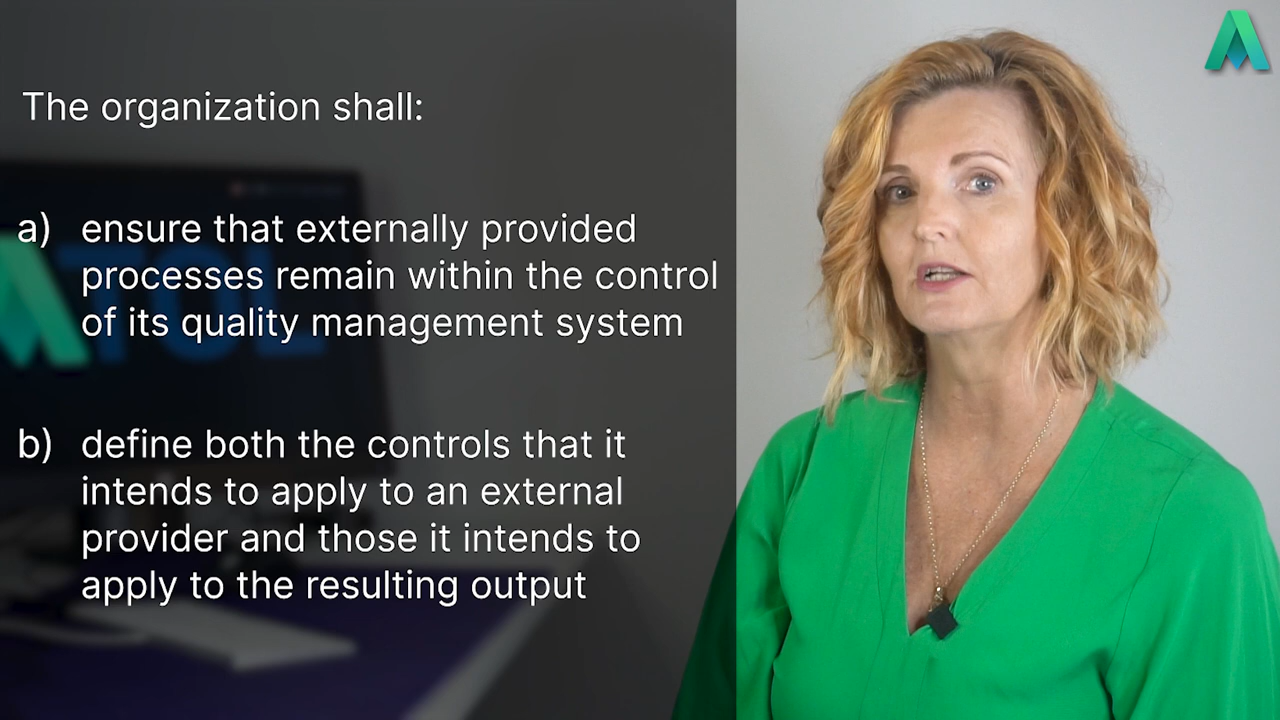 The organization shall:
a) ensure that externally provided
processes remain within the control
of its quality management system
b) define both the controls that it
intends to apply to an external
provider and those it intends to
apply to the resulting output
ATOL